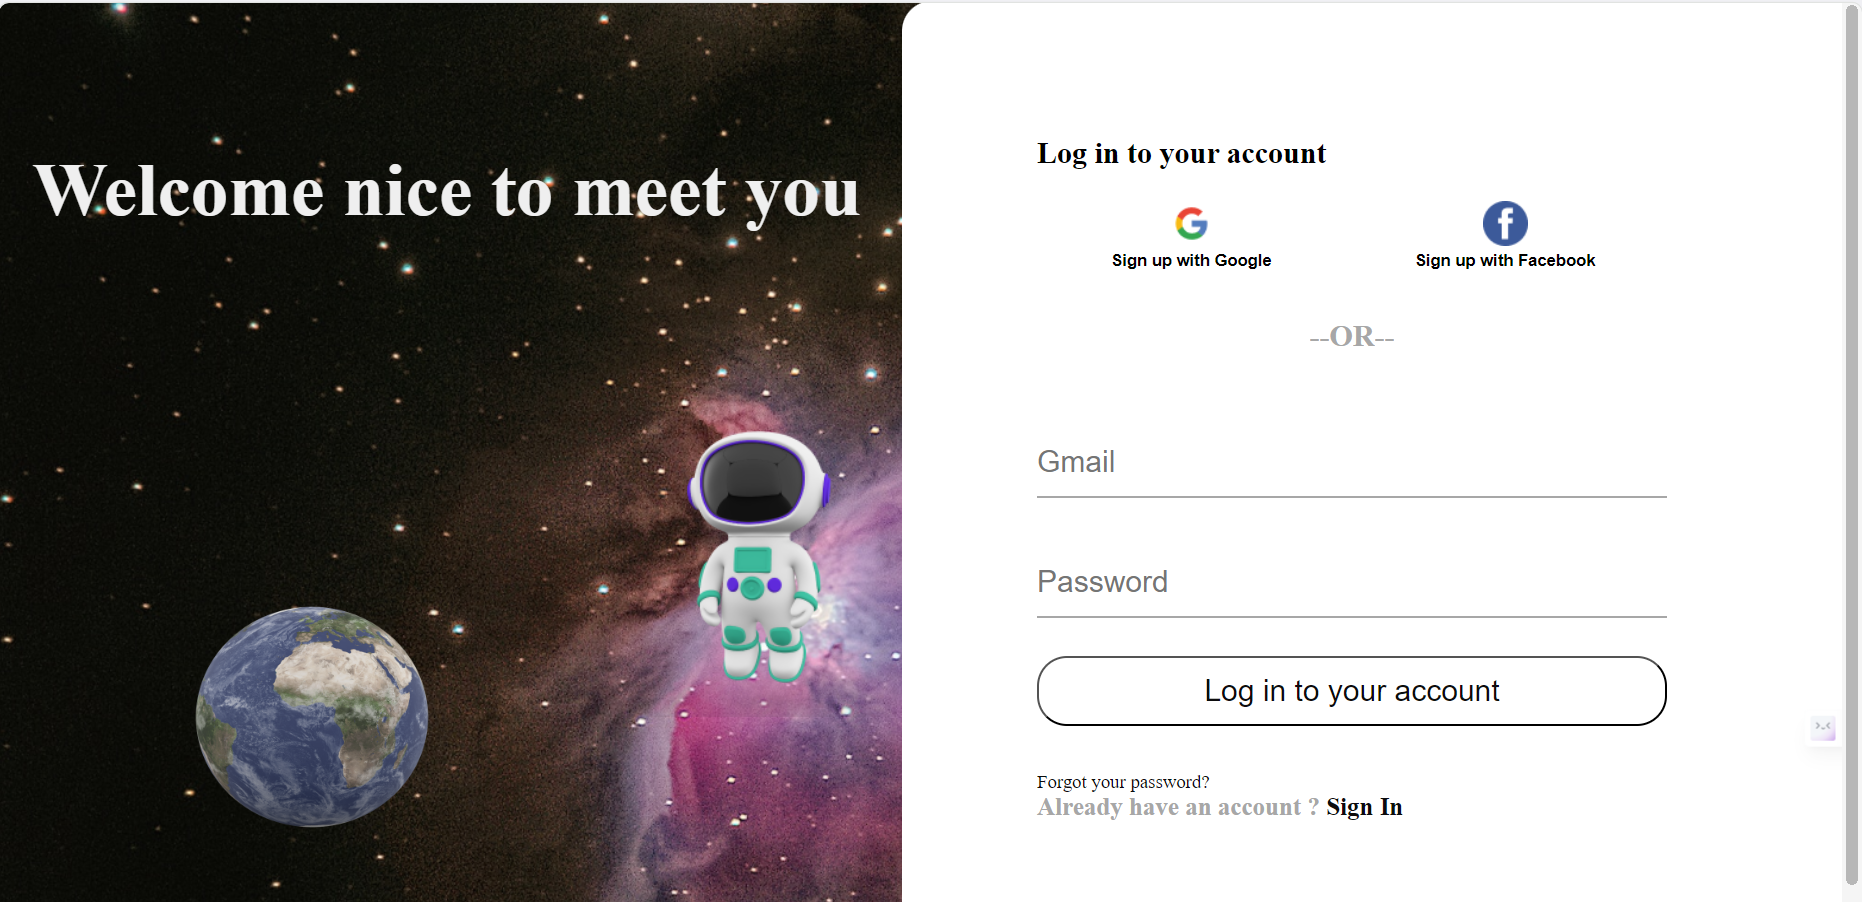 Welcome nice to meet you
Log in to your account
Sign up with Google
Sign up with Facebook
--OR--
Gmail
Password
Log in to your account
Forgot your password?
Already have an account ? Sign In